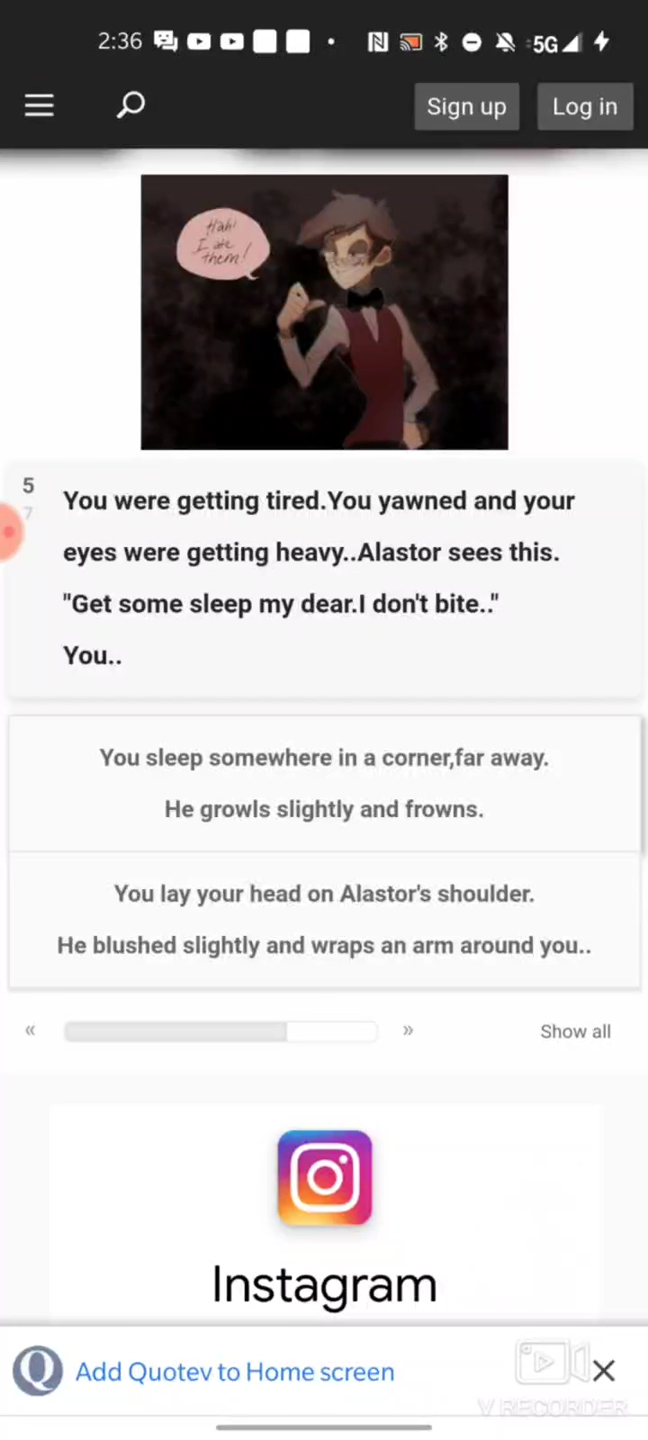 2:36
5G
Sign up
Log in
Hah!
I ate
them!
5
7
You were getting tired.You yawned and your
eyes were getting heavy..Alastor sees this.
"Get some sleep my dear.I don't bite.."
You..
You sleep somewhere in a corner,far away.
He growls slightly and frowns.
You lay your head on Alastor's shoulder.
He blushed slightly and wraps an arm around you..
«
»
Show all
Instagram
Q
Add Quotev to Home screen
V RECORDER